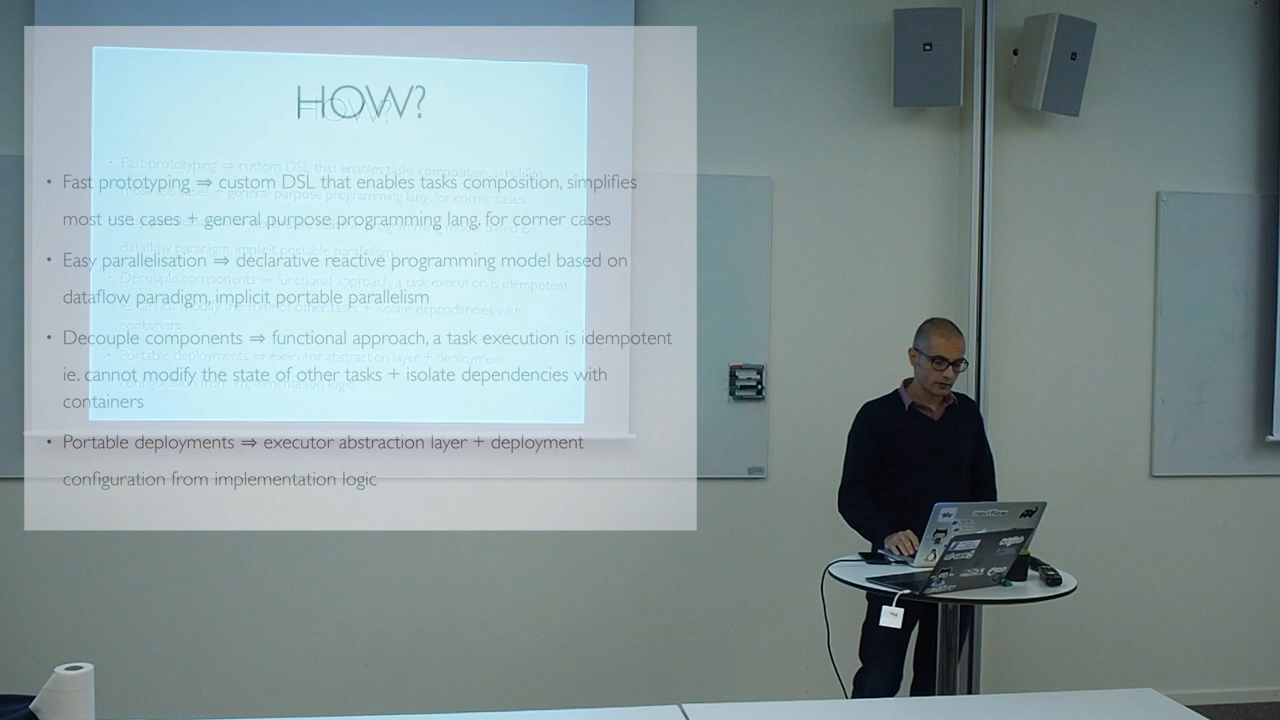 HOW?
• Fast prototyping ⇒ custom DSL that enables tasks composition, simplifies
most use cases + general purpose programming lang. for corner cases
• Easy parallelisation ⇒ declarative reactive programming model based on
dataflow paradigm, implicit portable parallelism
• Decouple components ⇒ functional approach, a task execution is idempotent
ie. cannot modify the state of other tasks + isolate dependencies with
containers
• Portable deployments ⇒ executor abstraction layer + deployment
configuration from implementation logic
nextflow